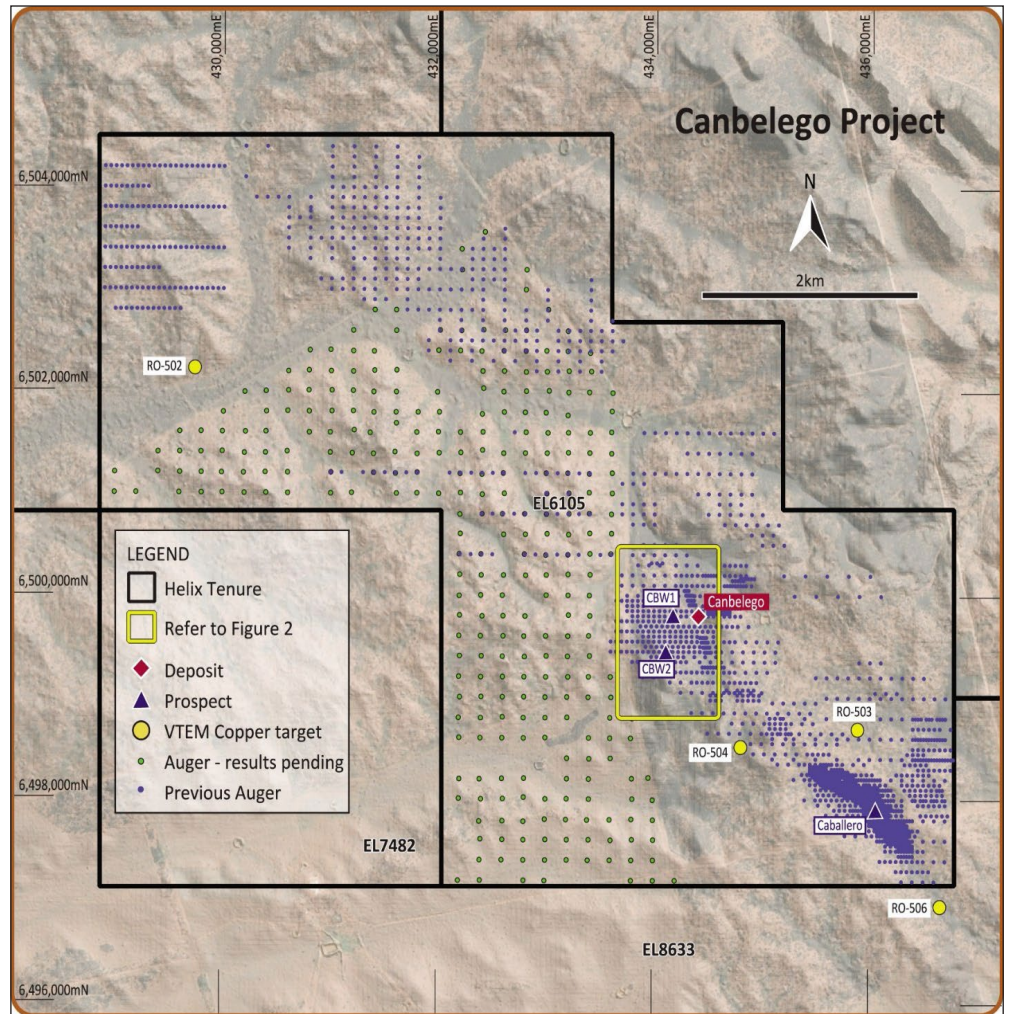 430,000mE
432,000mE
434,000mE
436,000mE
Canbelego Project
6,504,000mN
N
2km
RO-502
6,502,000mN
EL6105
LEGEND
Helix Tenure
Refer to Figure 2
Deposit
Prospect
VTEM Copper target
Auger - results pending
Previous Auger
6,500,000mN
CBW1
Canbelego
CBW2
RO-503
RO-504
6,498,000mN
Caballero
EL7482
RO-506
EL8633
6,496,000mN